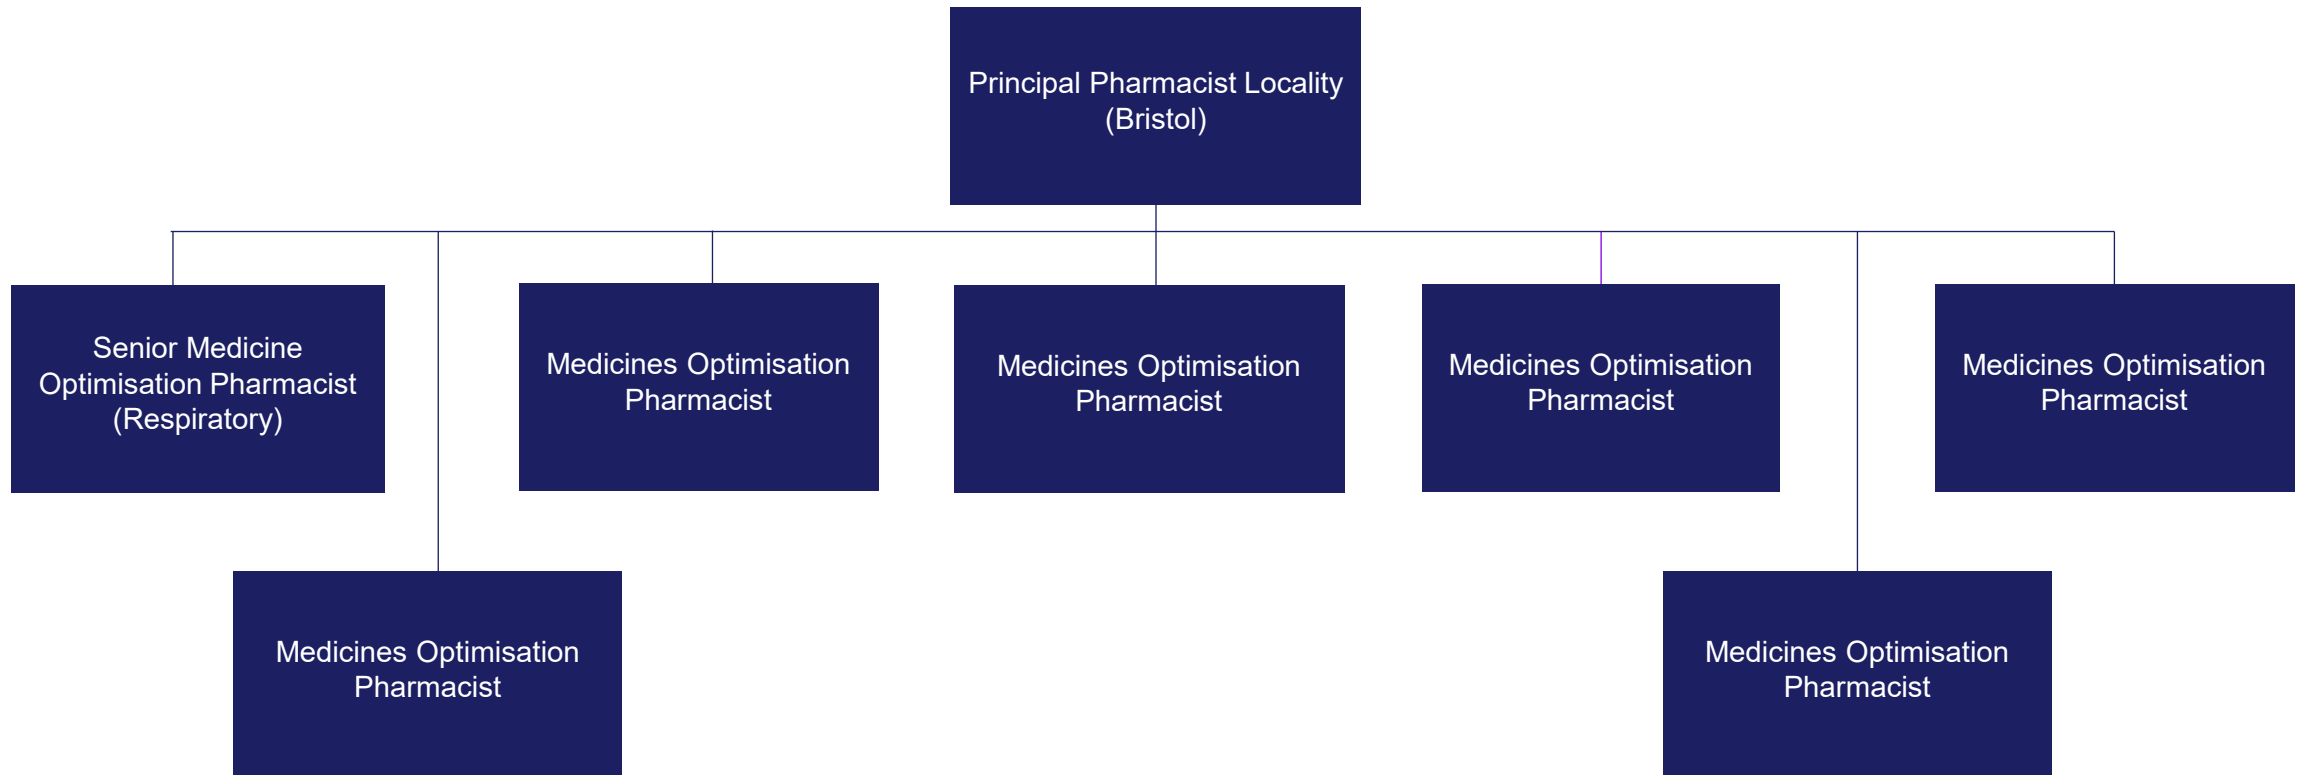 Principal Pharmacist Locality
(Bristol)
Senior Medicine
Optimisation Pharmacist
(Respiratory)
Medicines Optimisation
Pharmacist
Medicines Optimisation
Pharmacist
Medicines Optimisation
Pharmacist
Medicines Optimisation
Pharmacist
Medicines Optimisation
Pharmacist
Medicines Optimisation
Pharmacist